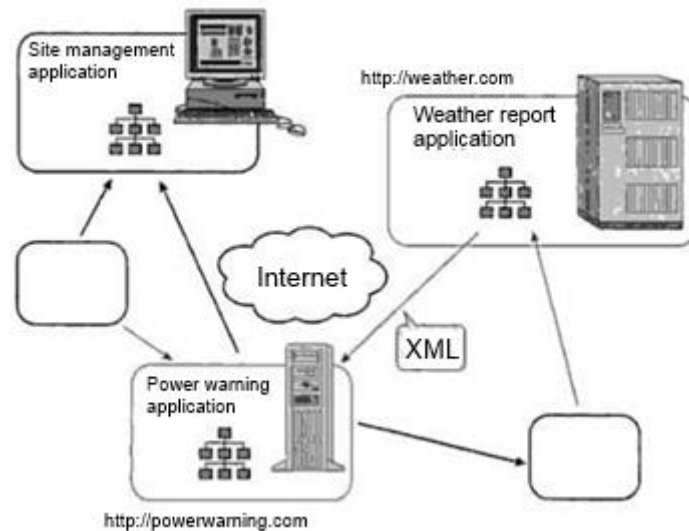 Site management
application
http://weather.com
Weather report
application
Internet
XML
Power warning
application
http://powerwarning.com